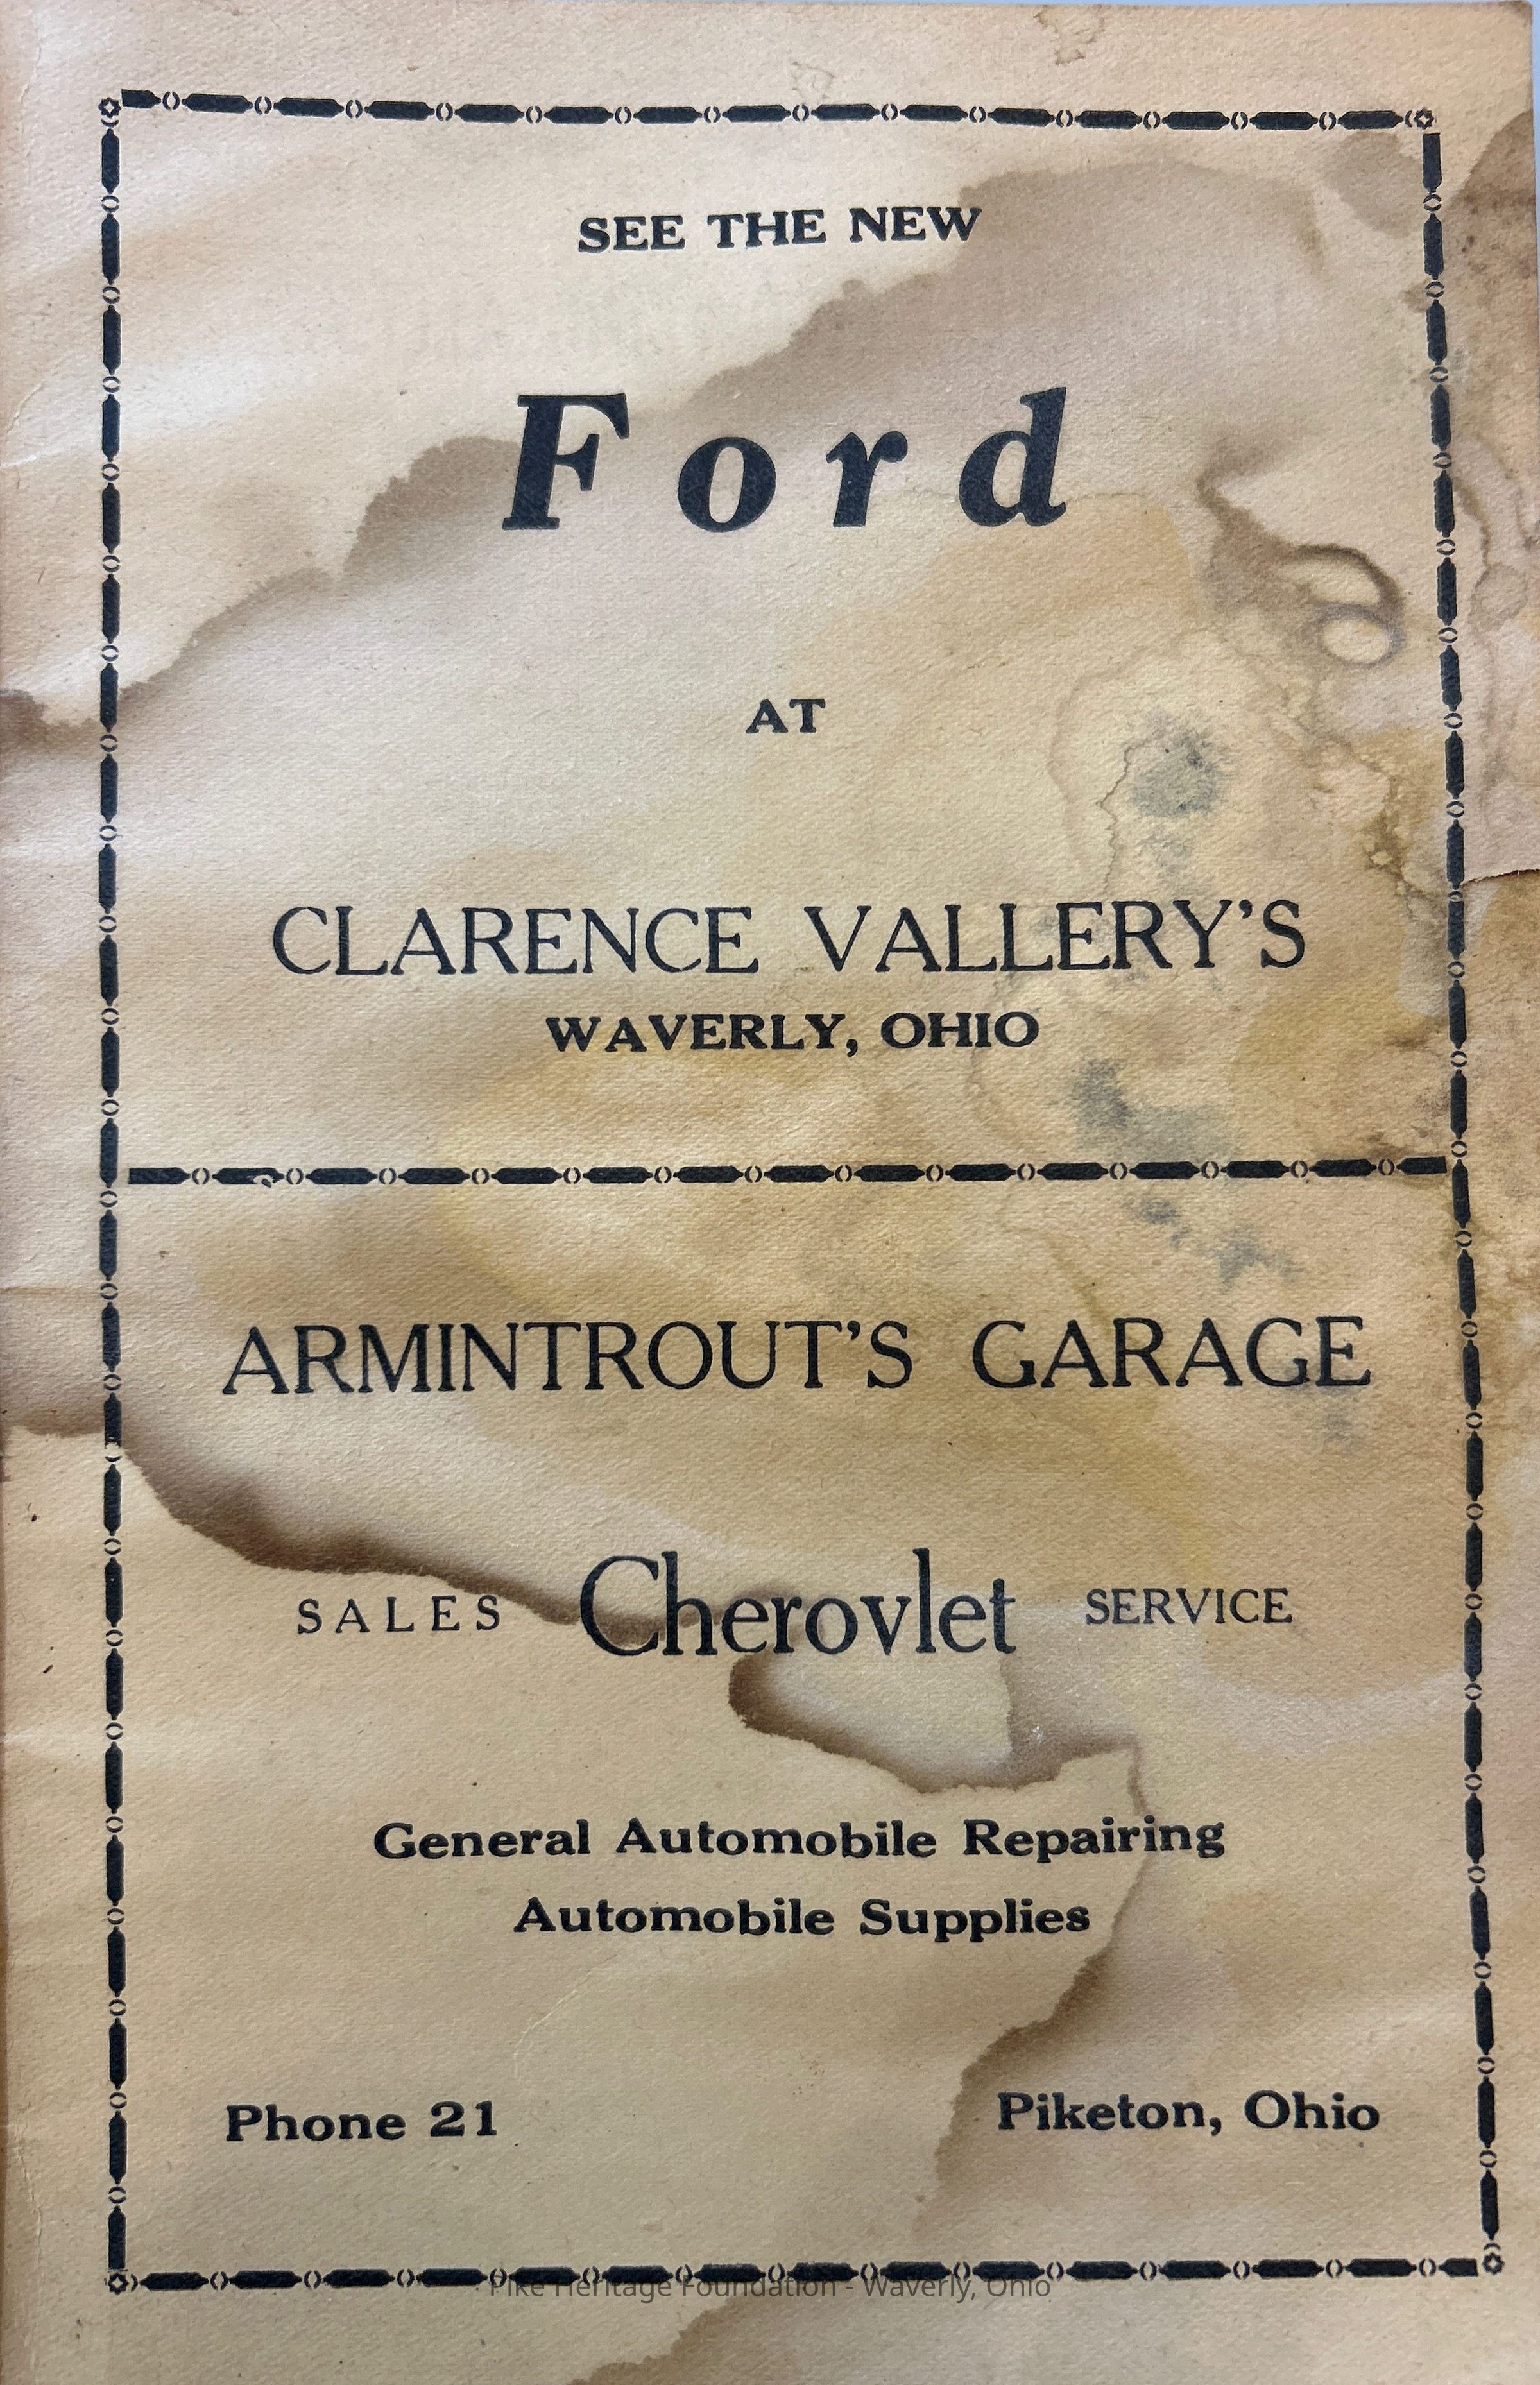 SEE THE NEW
Ford
AT
CLARENCE VALLERY'S
WAVERLY, OHIO
ARMINTROUT'S GARAGE
SALES Cherovlet SERVICE
General Automobile Repairing
Automobile Supplies
Phone 21 Piketon, Ohio
Pike Heritage Foundation - Waverly, Ohio